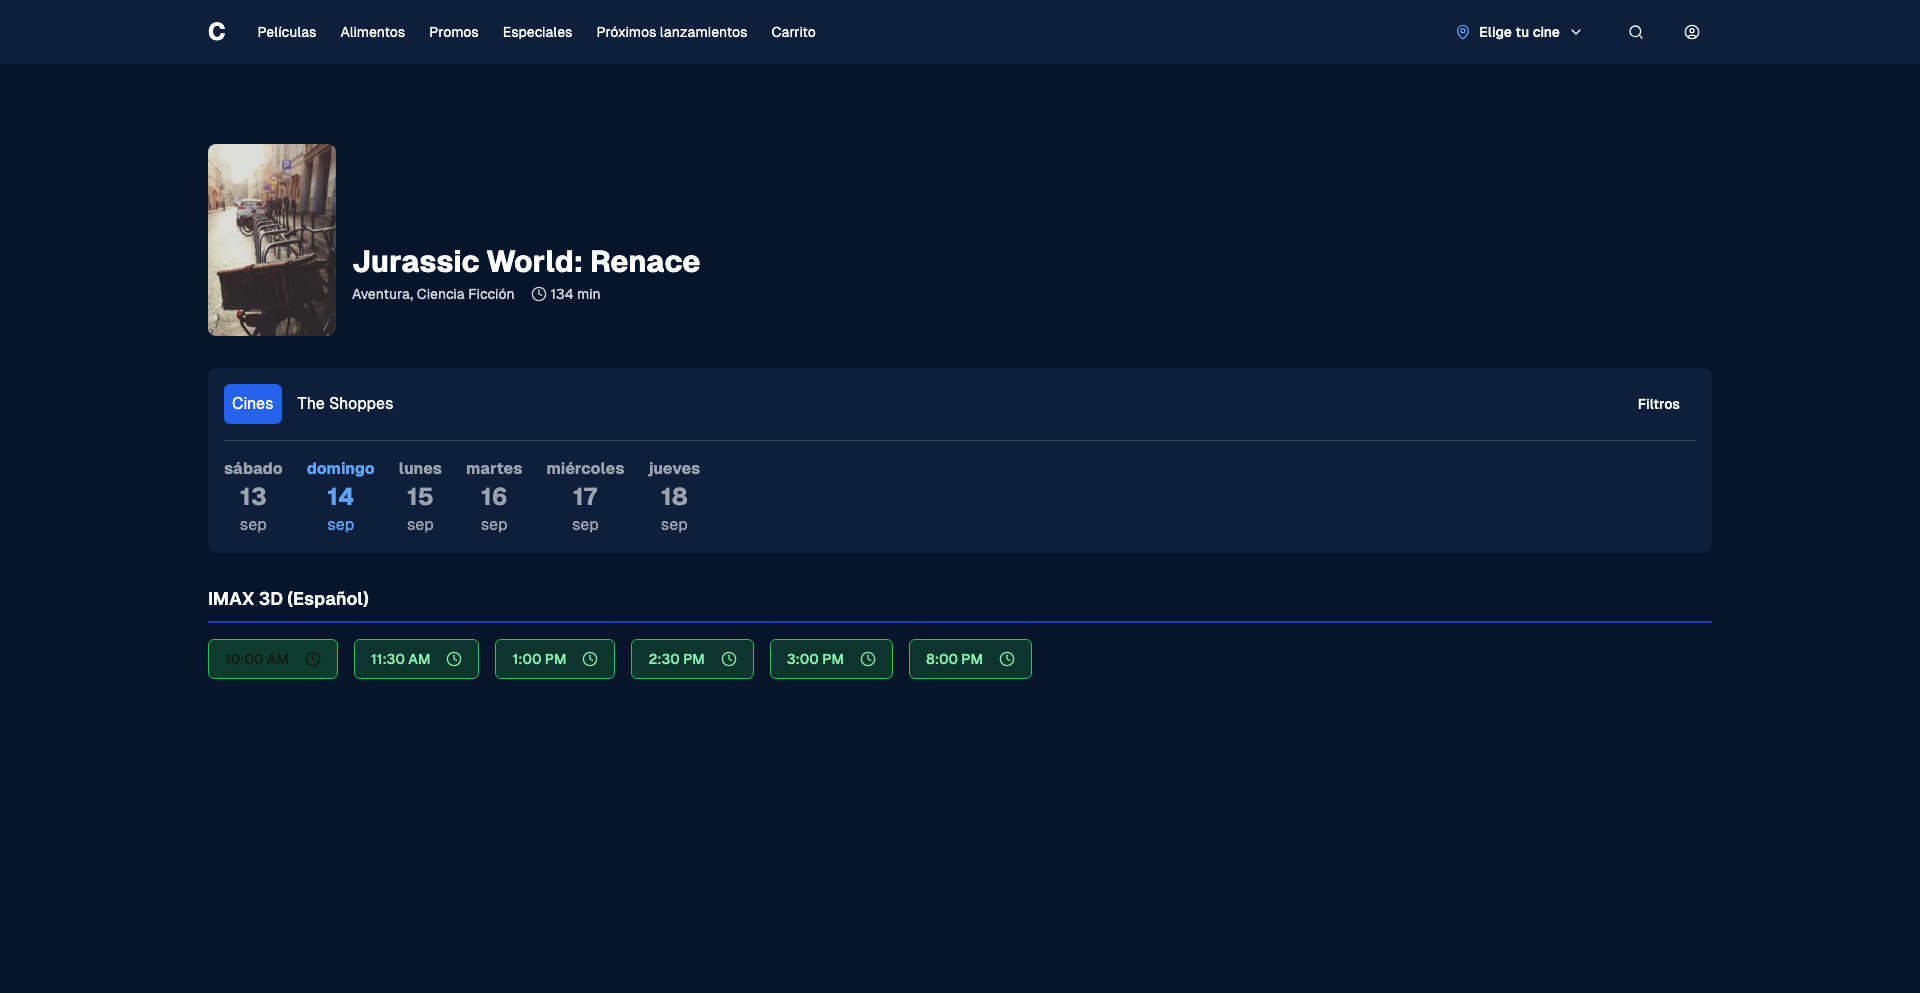 C Películas Alimentos Promos Especiales Próximos lanzamientos Carrito Elige tu cine
P
Jurassic World: Renace
Aventura, Ciencia Ficción 134 min
Cines The Shoppes Filtros
sábado domingo lunes martes miércoles jueves
13 14 15 16 17 18
sep sep sep sep sep sep
IMAX 3D (Español)
10:00 AM 11:30 AM 1:00 PM 2:30 PM 3:00 PM 8:00 PM